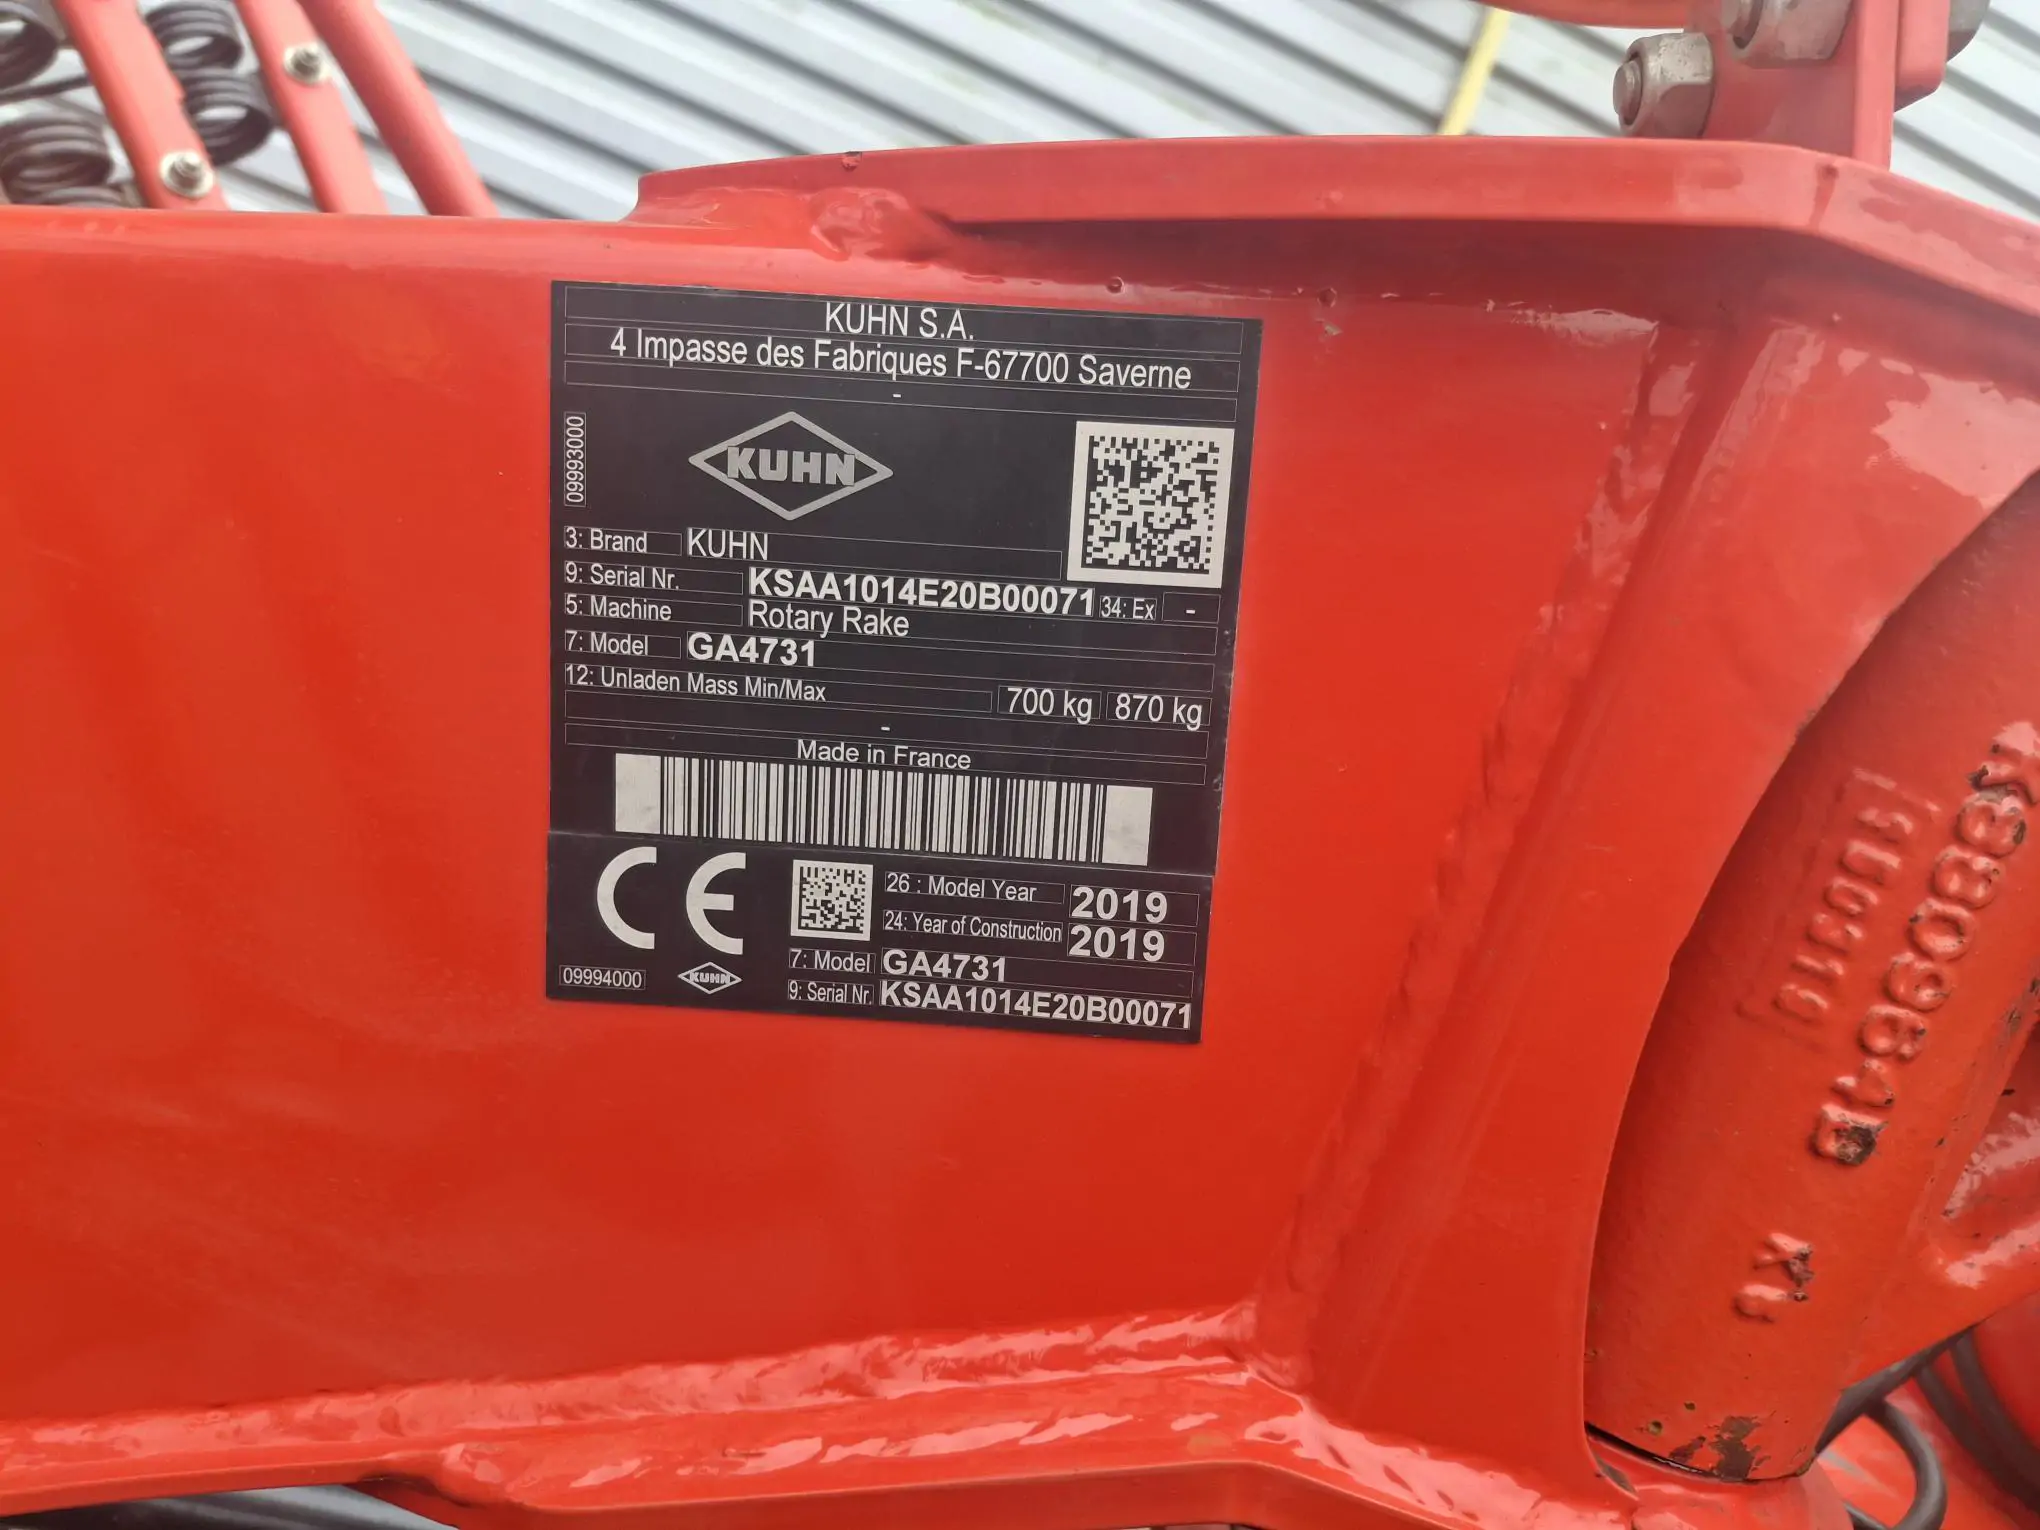 KUHN S.A.
4 Impasse des Fabriques F-67700 Saverne
-
09993000
KUHN
3: Brand KUHN
9: Serial Nr. KSAA1014E20B00071 34: Ex -
5: Machine Rotary Rake
7: Model GA4731
12: Unladen Mass Min/Max 700 kg 870 kg
-
Made in France
CE
26 : Model Year 2019
24: Year of Construction 2019
7: Model GA4731
09994000 KUHN 9: Serial Nr. KSAA1014E20B00071